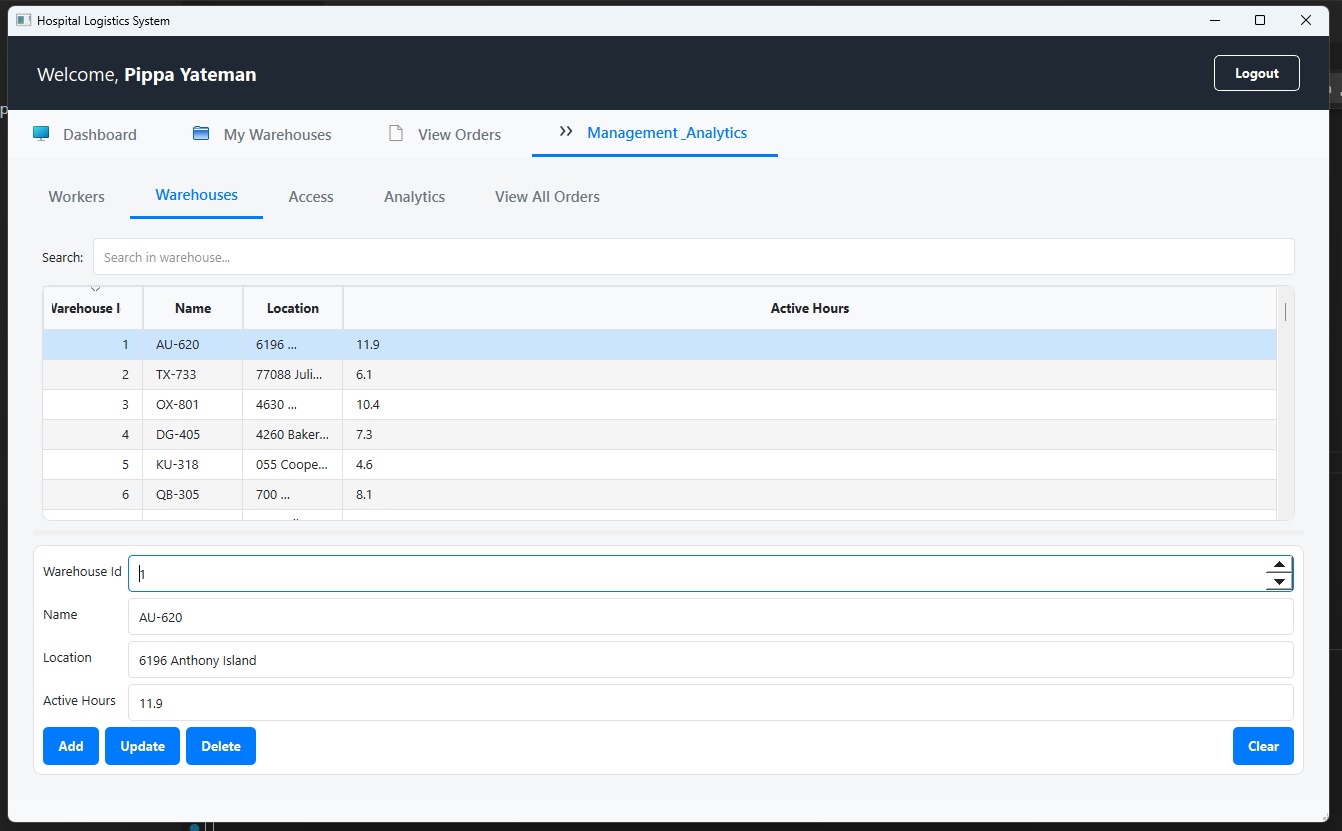 Hospital Logistics System
Welcome, Pippa Yateman
Logout
Dashboard
My Warehouses
View Orders
Management_Analytics
Workers
Warehouses
Access
Analytics
View All Orders
Search: Search in warehouse...
Warehouse I Name Location Active Hours
1 AU-620 6196 ... 11.9
2 TX-733 77088 Juli... 6.1
3 OX-801 4630 ... 10.4
4 DG-405 4260 Baker... 7.3
5 KU-318 055 Coope... 4.6
6 QB-305 700 ... 8.1
Warehouse Id 1
Name AU-620
Location 6196 Anthony Island
Active Hours 11.9
Add Update Delete Clear